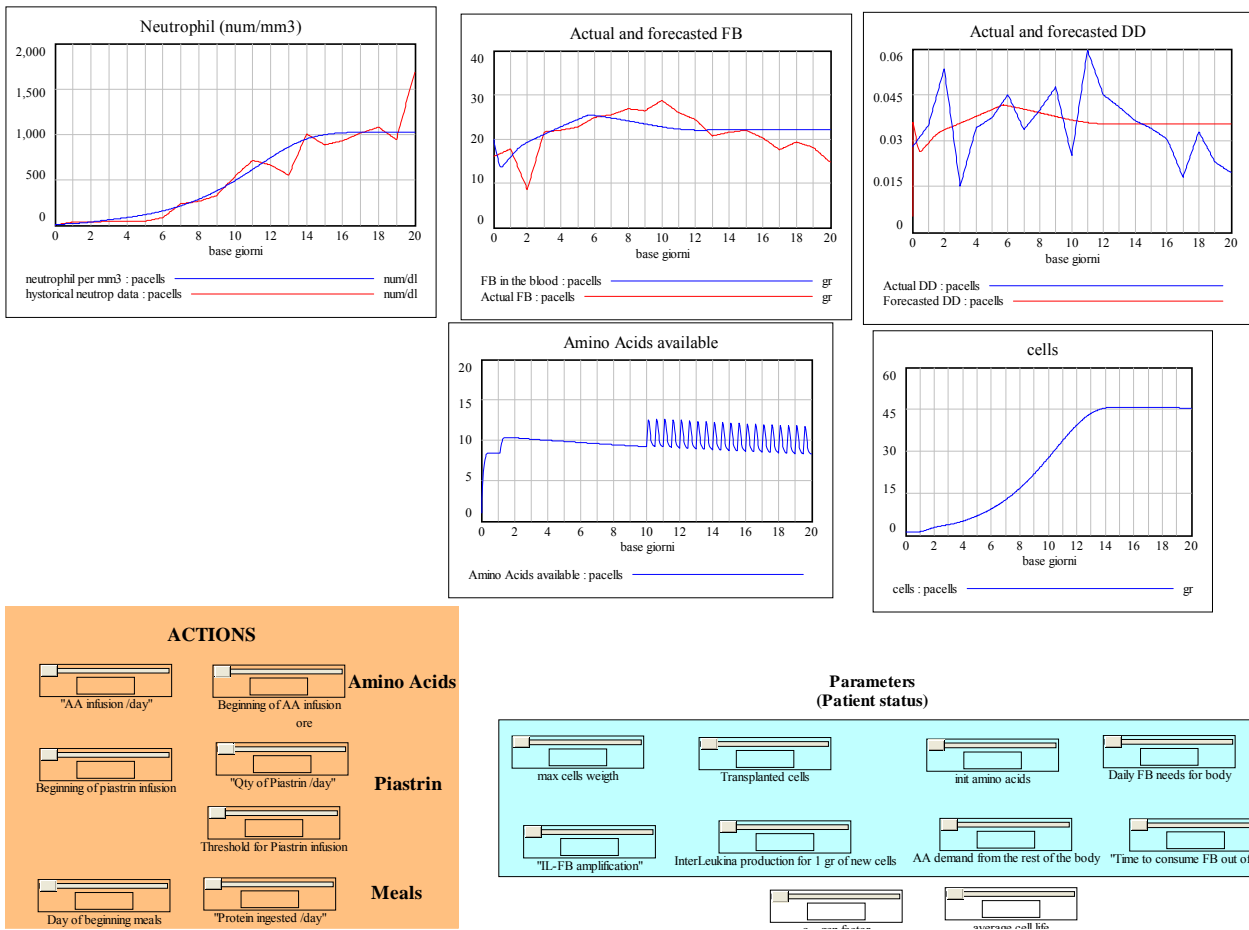 Neutrophil (num/mm3)
2,000
1,500
1,000
500
0
0 2 4 6 8 10 12 14 16 18 20
base giorni
neutrophil per mm3 : pacells num/dl
hystorical neutrop data : pacells num/dl
Actual and forecasted FB
40
30
20
10
0
0 2 4 6 8 10 12 14 16 18 20
base giorni
FB in the blood : pacells gr
Actual FB : pacells gr
Actual and forecasted DD
0.06
0.045
0.03
0.015
0
0 2 4 6 8 10 12 14 16 18 20
base giorni
Actual DD : pacells
Forecasted DD : pacells
Amino Acids available
20
15
10
5
0
0 2 4 6 8 10 12 14 16 18 20
base giorni
Amino Acids available : pacells
cells
60
45
30
15
0
0 2 4 6 8 10 12 14 16 18 20
base giorni
cells : pacells gr
ACTIONS
Amino Acids
"AA infusion /day"
Beginning of AA infusion
ore
Piastrin
Beginning of piastrin infusion
"Qty of Piastrin /day"
Threshold for Piastrin infusion
Meals
Day of beginning meals
"Protein ingested /day"
Parameters
(Patient status)
max cells weigth
Transplanted cells
init amino acids
Daily FB needs for body
"IL-FB amplification"
InterLeukina production for 1 gr of new cells
AA demand from the rest of the body
"Time to consume FB out of
factor
average cell life